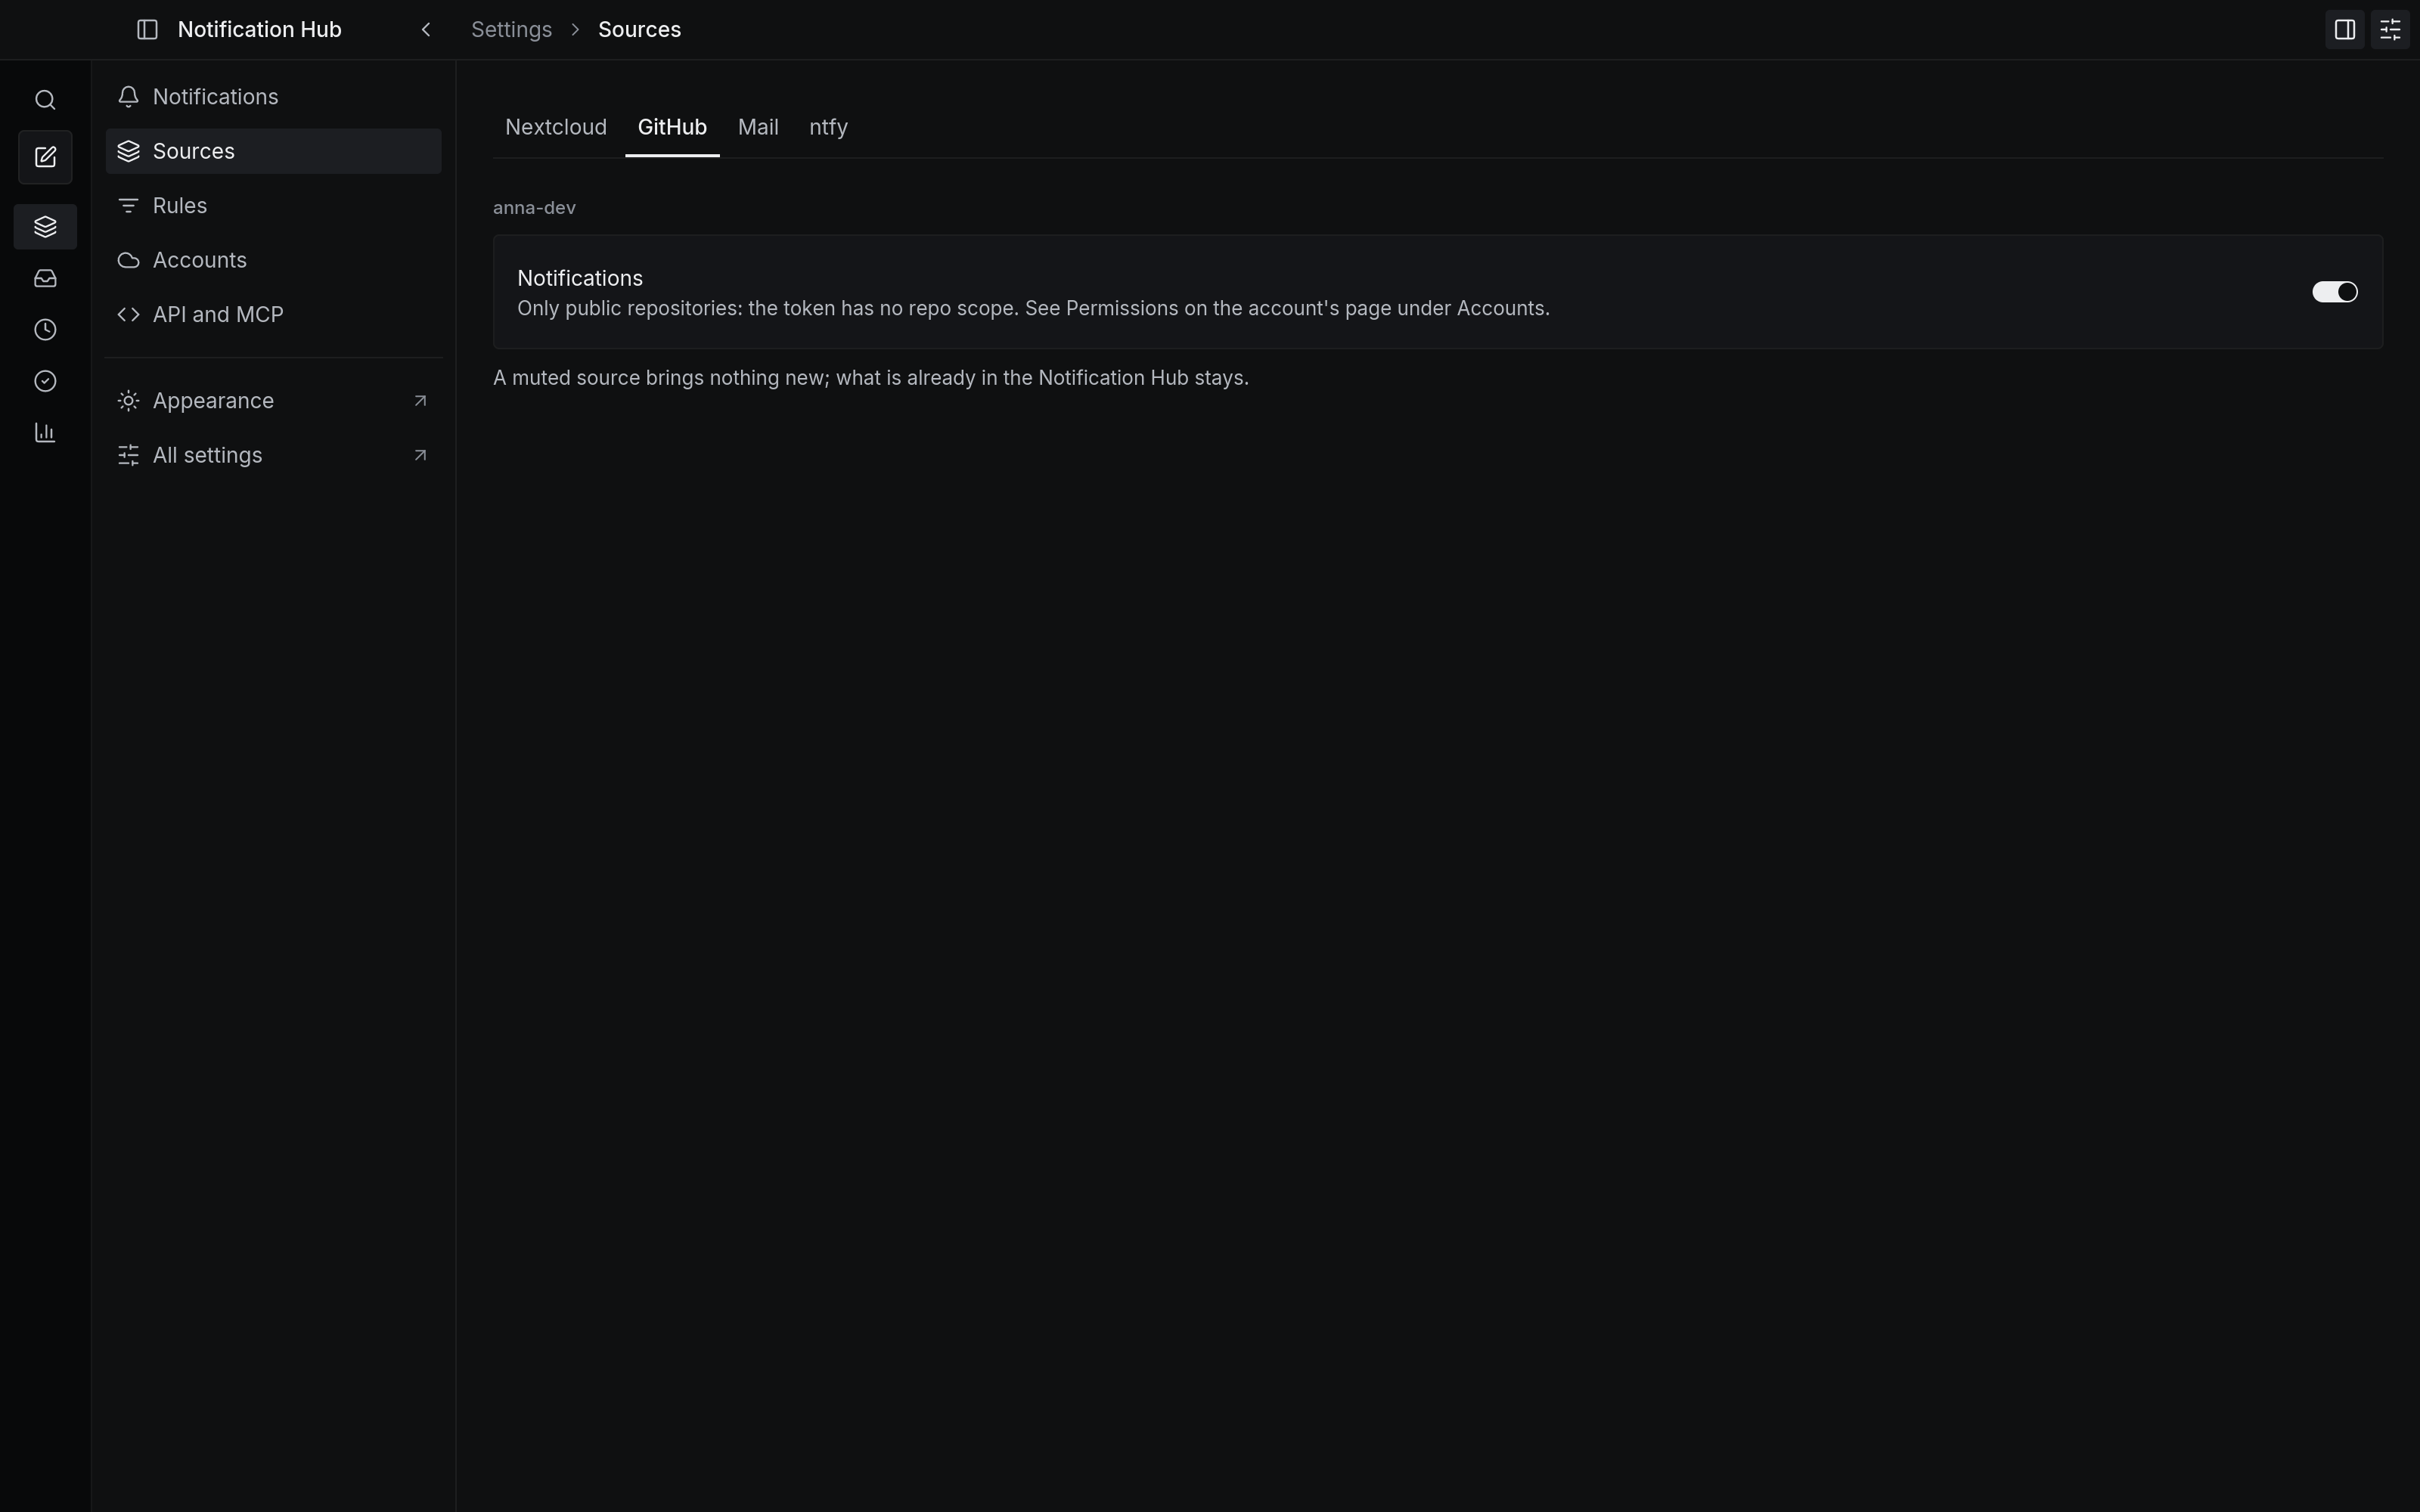 Notification Hub
Settings > Sources
Notifications
Sources
Rules
Accounts
API and MCP
Appearance
All settings
Nextcloud GitHub Mail ntfy
anna-dev
Notifications
Only public repositories: the token has no repo scope. See Permissions on the account's page under Accounts.
A muted source brings nothing new; what is already in the Notification Hub stays.